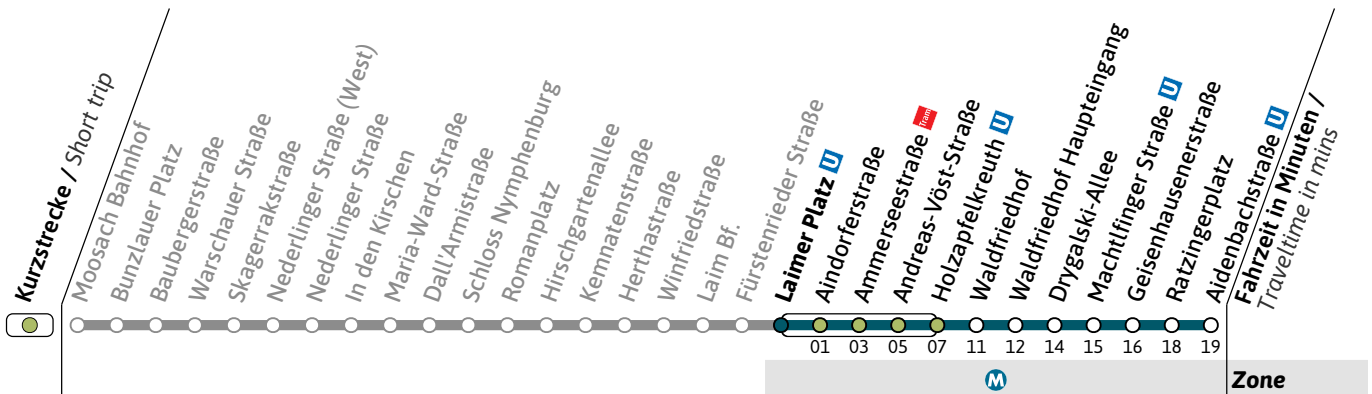 Kurzstrecke / Short trip
Moosach Bahnhof
Bunzlauer Platz
Baubergerstraße
Warschauer Straße
Skagerrakstraße
Nederlinger Straße (West)
Nederlinger Straße
In den Kirschen
Maria-Ward-Straße
Dall'Armistraße
Schloss Nymphenburg
Romanplatz
Hirschgartenallee
Kemnatenstraße
Herthastraße
Winfriedstraße
Laim Bf.
Fürstenrieder Straße
Laimer Platz U
Aindorferstraße
Ammerseestraße Tram
Andreas-Vöst-Straße
Holzapfelkreuth U
Waldfriedhof
Waldfriedhof Haupteingang
Drygalski-Allee
Machtlfinger Straße U
Geisenhausenerstraße
Ratzingerplatz
Aidenbachstraße U
Fahrzeit in Minuten /
Traveltime in mins
01 03 05 07 11 12 14 15 16 18 19
M Zone